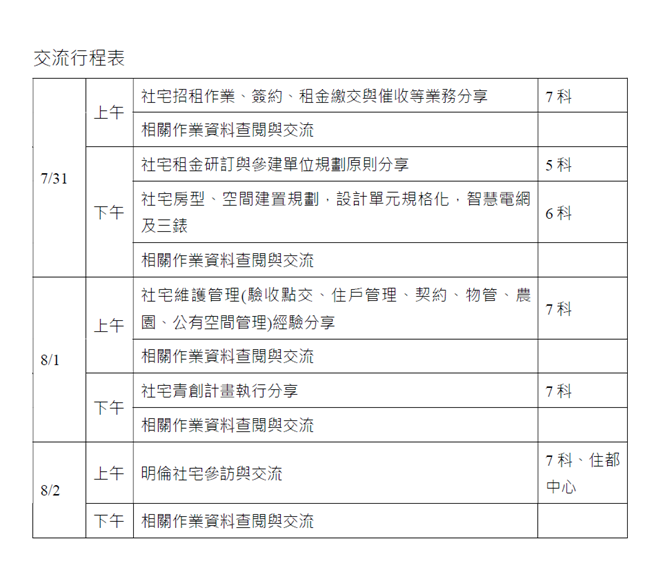 交流行程表
7/31
上午
社宅招租作業、簽約、租金繳交與催收等業務分享
7 科
相關作業資料查閱與交流
下午
社宅租金研訂與參建單位規劃原則分享
5 科
社宅房型、空間建置規劃，設計單元規格化，智慧電網
及三錶
6 科
相關作業資料查閱與交流
8/1
上午
社宅維護管理(驗收點交、住戶管理、契約、物管、農
園、公有空間管理)經驗分享
7 科
相關作業資料查閱與交流
下午
社宅青創計畫執行分享
7 科
相關作業資料查閱與交流
8/2
上午
明倫社宅參訪與交流
7 科、住都
中心
下午
相關作業資料查閱與交流